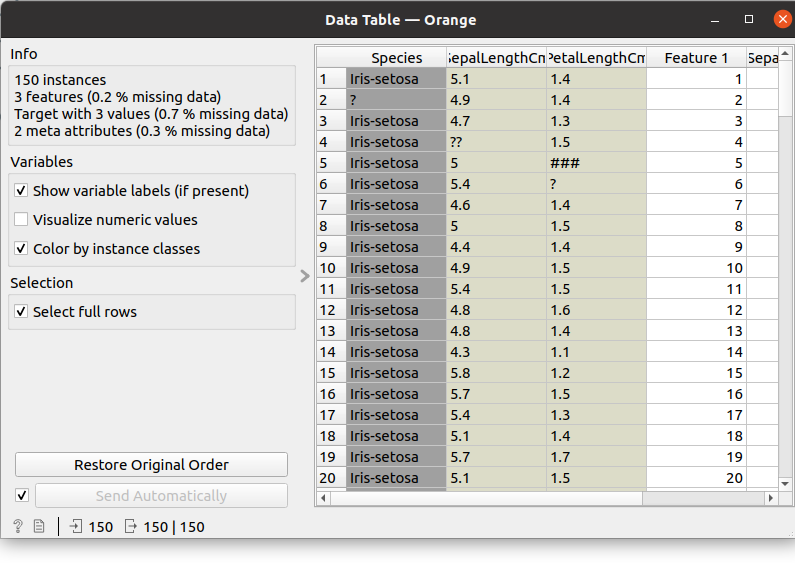 Data Table — Orange
Info
150 instances
3 features (0.2 % missing data)
Target with 3 values (0.7 % missing data)
2 meta attributes (0.3 % missing data)
Variables
Show variable labels (if present)
Visualize numeric values
Color by instance classes
Selection
Select full rows
Restore Original Order
Send Automatically
? 150 150 | 150
Species SepalLengthCm PetalLengthCm Feature 1 Sepa
1 Iris-setosa 5.1 1.4 1
2 ? 4.9 1.4 2
3 Iris-setosa 4.7 1.3 3
4 Iris-setosa ?? 1.5 4
5 Iris-setosa 5 ### 5
6 Iris-setosa 5.4 ? 6
7 Iris-setosa 4.6 1.4 7
8 Iris-setosa 5 1.5 8
9 Iris-setosa 4.4 1.4 9
10 Iris-setosa 4.9 1.5 10
11 Iris-setosa 5.4 1.5 11
12 Iris-setosa 4.8 1.6 12
13 Iris-setosa 4.8 1.4 13
14 Iris-setosa 4.3 1.1 14
15 Iris-setosa 5.8 1.2 15
16 Iris-setosa 5.7 1.5 16
17 Iris-setosa 5.4 1.3 17
18 Iris-setosa 5.1 1.4 18
19 Iris-setosa 5.7 1.7 19
20 Iris-setosa 5.1 1.5 20